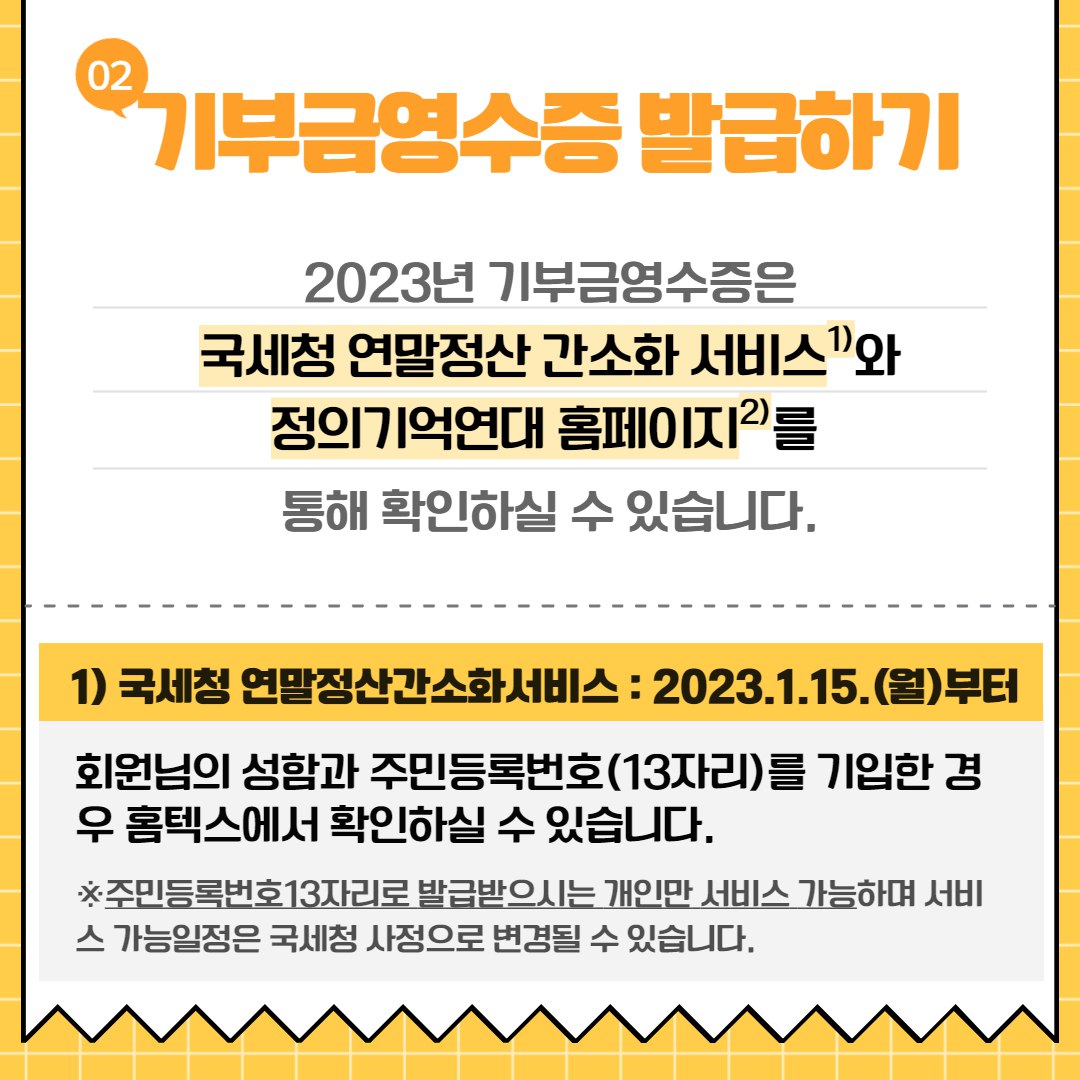 02
기부금영수증 발급하기
2023년 기부금영수증은
국세청 연말정산 간소화 서비스1)와
정의기억연대 홈페이지2)를
통해 확인하실 수 있습니다.
1) 국세청 연말정산간소화서비스 : 2023.1.15.(월)부터
회원님의 성함과 주민등록번호(13자리)를 기입한 경
우 홈텍스에서 확인하실 수 있습니다.
※주민등록번호13자리로 발급받으시는 개인만 서비스 가능하며 서비
스 가능일정은 국세청 사정으로 변경될 수 있습니다.